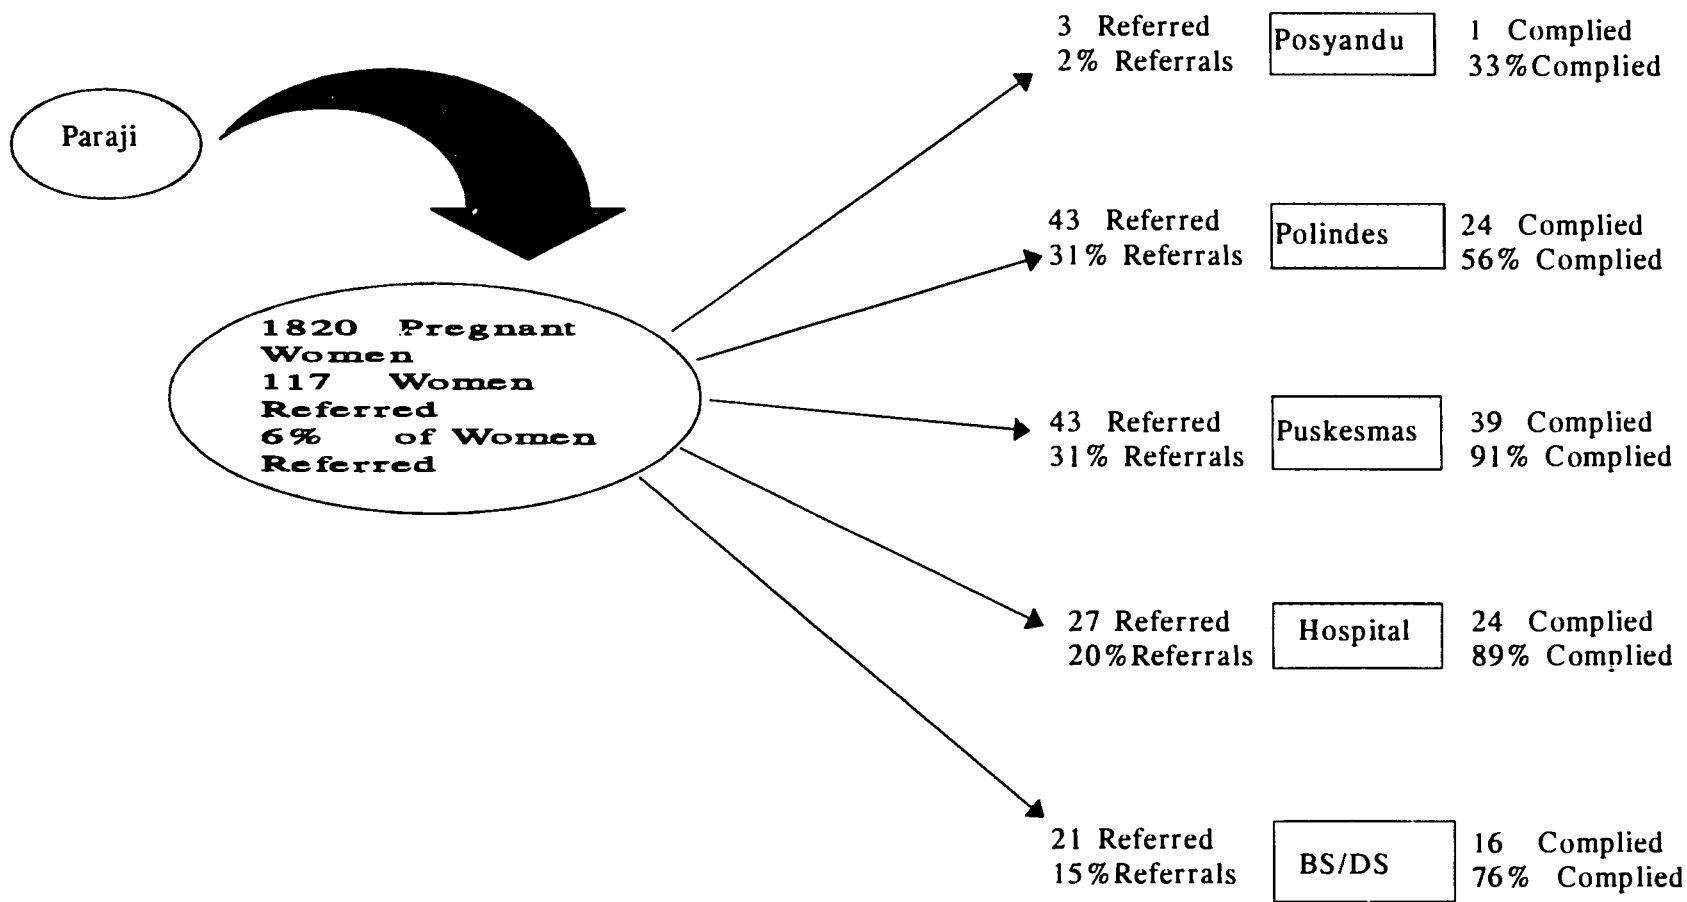 Paraji
1820 Pregnant
Women
117 Women
Referred
6% of Women
Referred
3 Referred
2% Referrals
Posyandu
1 Complied
33%Complied
43 Referred
31% Referrals
Polindes
24 Complied
56% Complied
43 Referred
31% Referrals
Puskesmas
39 Complied
91% Complied
27 Referred
20%Referrals
Hospital
24 Complied
89% Complied
21 Referred
15%Referrals
BS/DS
16 Complied
76% Complied